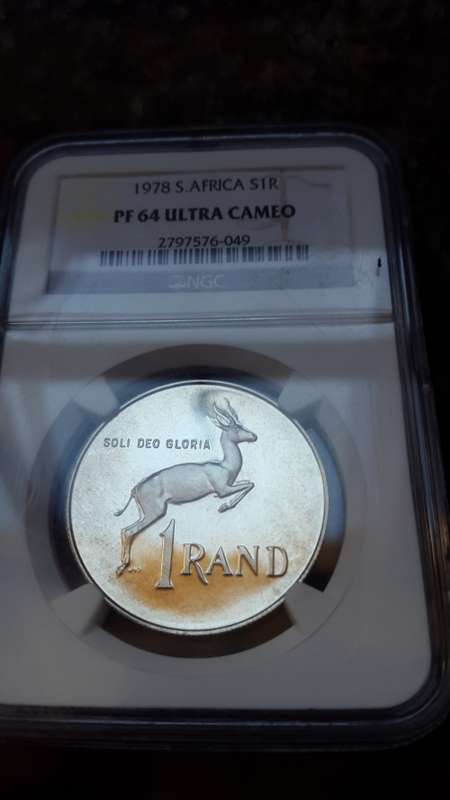 1978 S.AFRICA S1R
PF 64 ULTRA CAMEO
2797576-049
NGC
SOLI DEO GLORIA
1 RAND